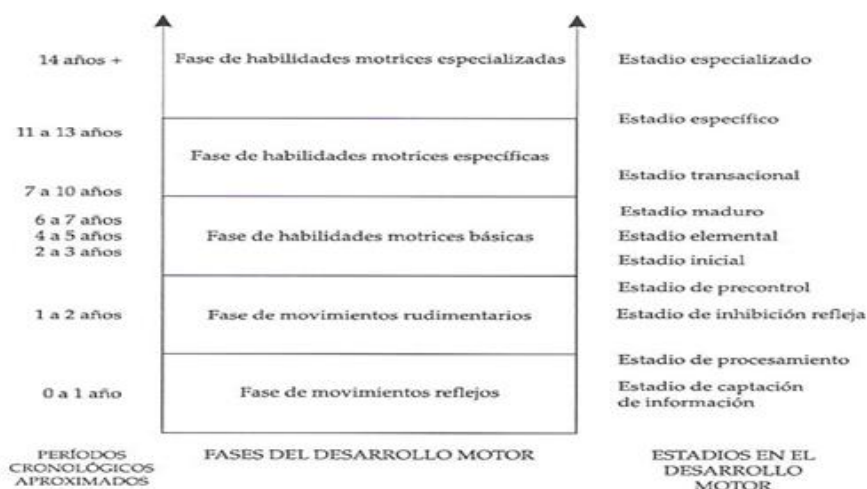 14 años +
Fase de habilidades motrices especializadas
Estadio especializado
Estadio específico
11 a 13 años
Fase de habilidades motrices específicas
Estadio transacional
7 a 10 años
6 a 7 años
Estadio maduro
4 a 5 años
Fase de habilidades motrices básicas
Estadio elemental
2 a 3 años
Estadio inicial
Estadio de precontrol
1 a 2 años
Fase de movimientos rudimentarios
Estadio de inhibición refleja
Estadio de procesamiento
0 a 1 año
Fase de movimientos reflejos
Estadio de captación
de información
PERÍODOS
CRONOLÓGICOS
APROXIMADOS
FASES DEL DESARROLLO MOTOR
ESTADIOS EN EL
DESARROLLO
MOTOR